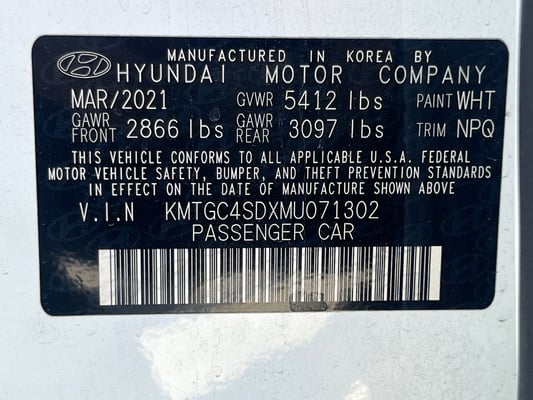 MANUFACTURED IN KOREA BY
HYUNDAI MOTOR COMPANY
MAR/2021 GVWR 5412 lbs PAINT WHT
GAWR FRONT 2866 lbs GAWR REAR 3097 lbs TRIM NPQ
THIS VEHICLE CONFORMS TO ALL APPLICABLE U.S.A. FEDERAL
MOTOR VEHICLE SAFETY, BUMPER, AND THEFT PREVENTION STANDARDS
IN EFFECT ON THE DATE OF MANUFACTURE SHOWN ABOVE
V.I.N KMTGC4SDXMU071302
PASSENGER CAR